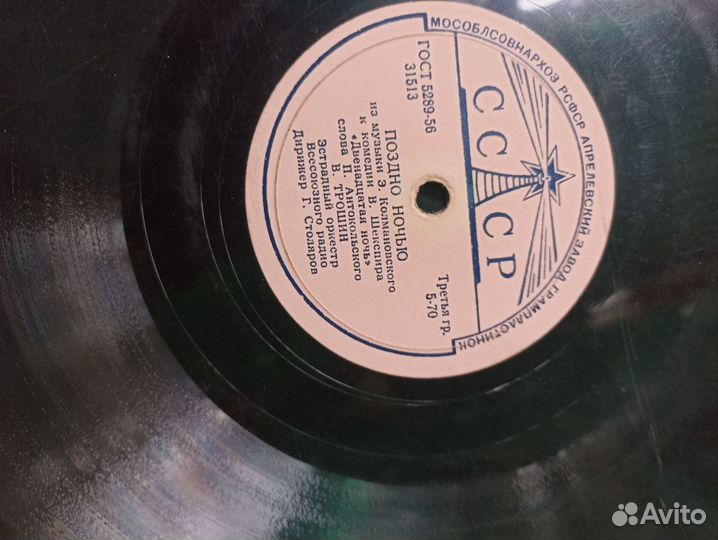 МОСОБЛСОВНАРХОЗ РСФСР АПРЕЛЕВСКИЙ ЗАВОД ГРАМПЛАСТИНОК
СССР
ГОСТ 5289-56
31513
Третья гр.
5-70
ПОЗДНО НОЧЬЮ
из музыки Э. Колмановского
к комедии В. Шекспира
«Двенадцатая ночь»
слова П. Антокольского
В. ТРОШИН
Эстрадный оркестр
Всесоюзного радио
Дирижер Г. Столяров
Avito